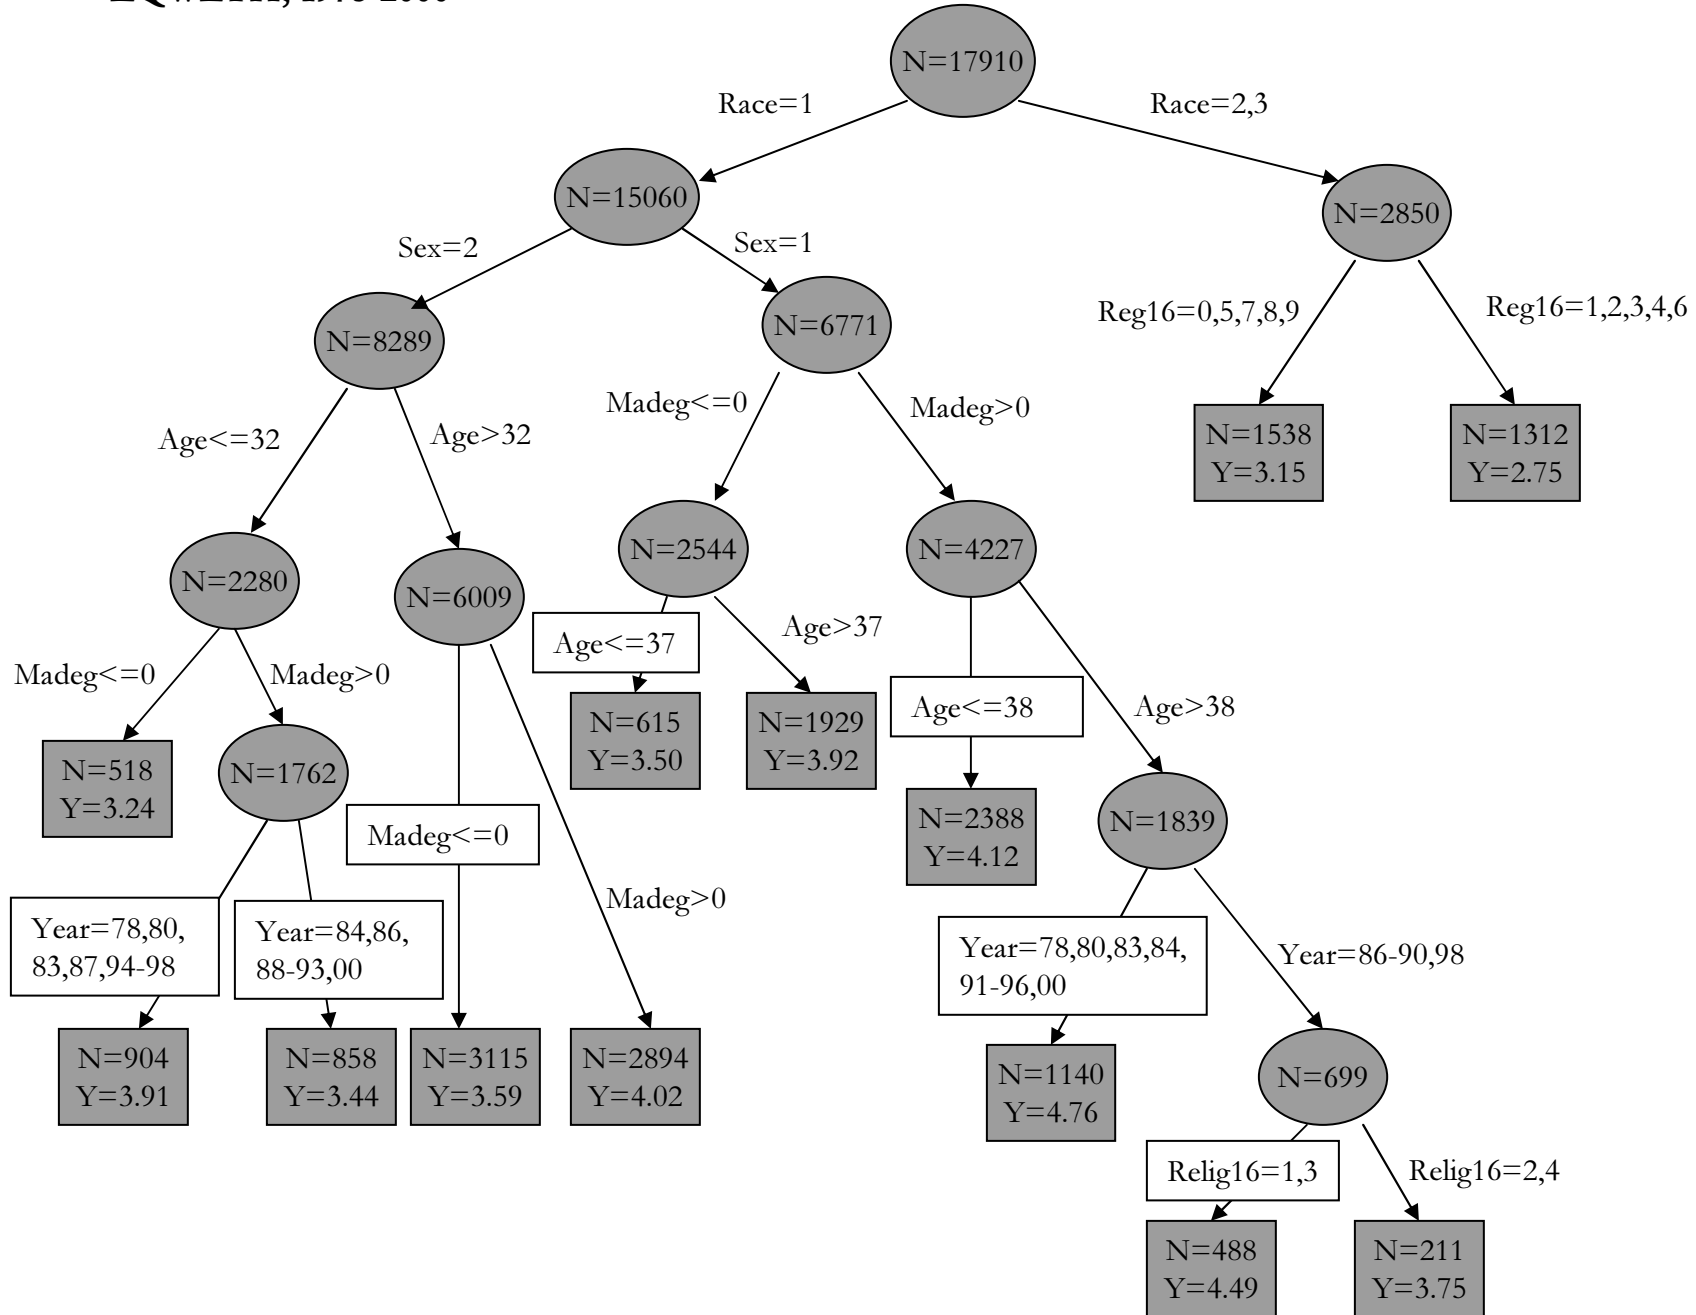 N=17910
Race=1
Race=2,3
N=15060
N=2850
Sex=2
Sex=1
N=8289
N=6771
Reg16=0,5,7,8,9
Reg16=1,2,3,4,6
Madeg<=0
Madeg>0
Age<=32
Age>32
N=1538
Y=3.15
N=1312
Y=2.75
N=2280
N=6009
N=2544
N=4227
Age<=37
Age>37
Madeg<=0
Madeg>0
Age<=38
Age>38
N=615
Y=3.50
N=1929
Y=3.92
N=518
Y=3.24
N=1762
Madeg<=0
N=2388
Y=4.12
N=1839
Madeg>0
Year=78,80,
83,87,94-98
Year=84,86,
88-93,00
Year=78,80,83,84,
91-96,00
Year=86-90,98
N=904
Y=3.91
N=858
Y=3.44
N=3115
Y=3.59
N=2894
Y=4.02
N=1140
Y=4.76
N=699
Relig16=1,3
Relig16=2,4
N=488
Y=4.49
N=211
Y=3.75